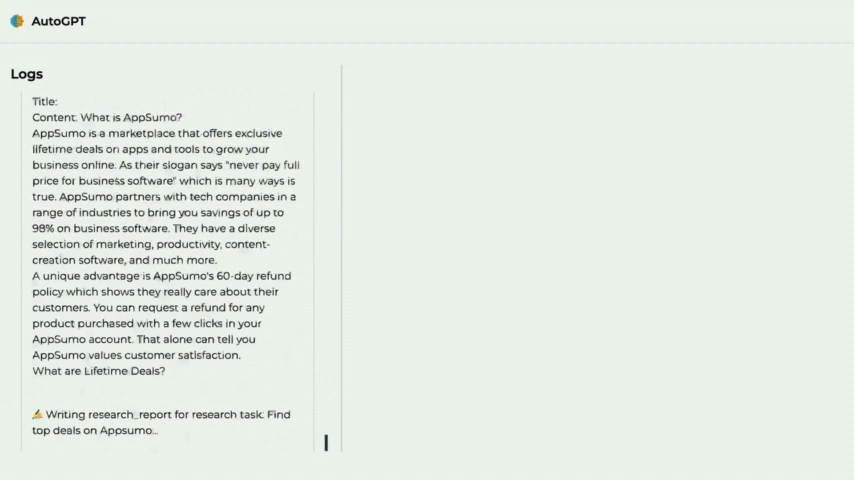 AutoGPT
Logs
Title:
Content: What is AppSumo?
AppSumo is a marketplace that offers exclusive
lifetime deals on apps and tools to grow your
business online. As their slogan says "never pay full
price for business software" which is many ways is
true. AppSumo partners with tech companies in a
range of industries to bring you savings of up to
98% on business software. They have a diverse
selection of marketing, productivity, content-
creation software, and much more.
A unique advantage is AppSumo's 60-day refund
policy which shows they really care about their
customers. You can request a refund for any
product purchased with a few clicks in your
AppSumo account. That alone can tell you
AppSumo values customer satisfaction.
What are Lifetime Deals?
✍️ Writing research_report for research task: Find
top deals on Appsumo...